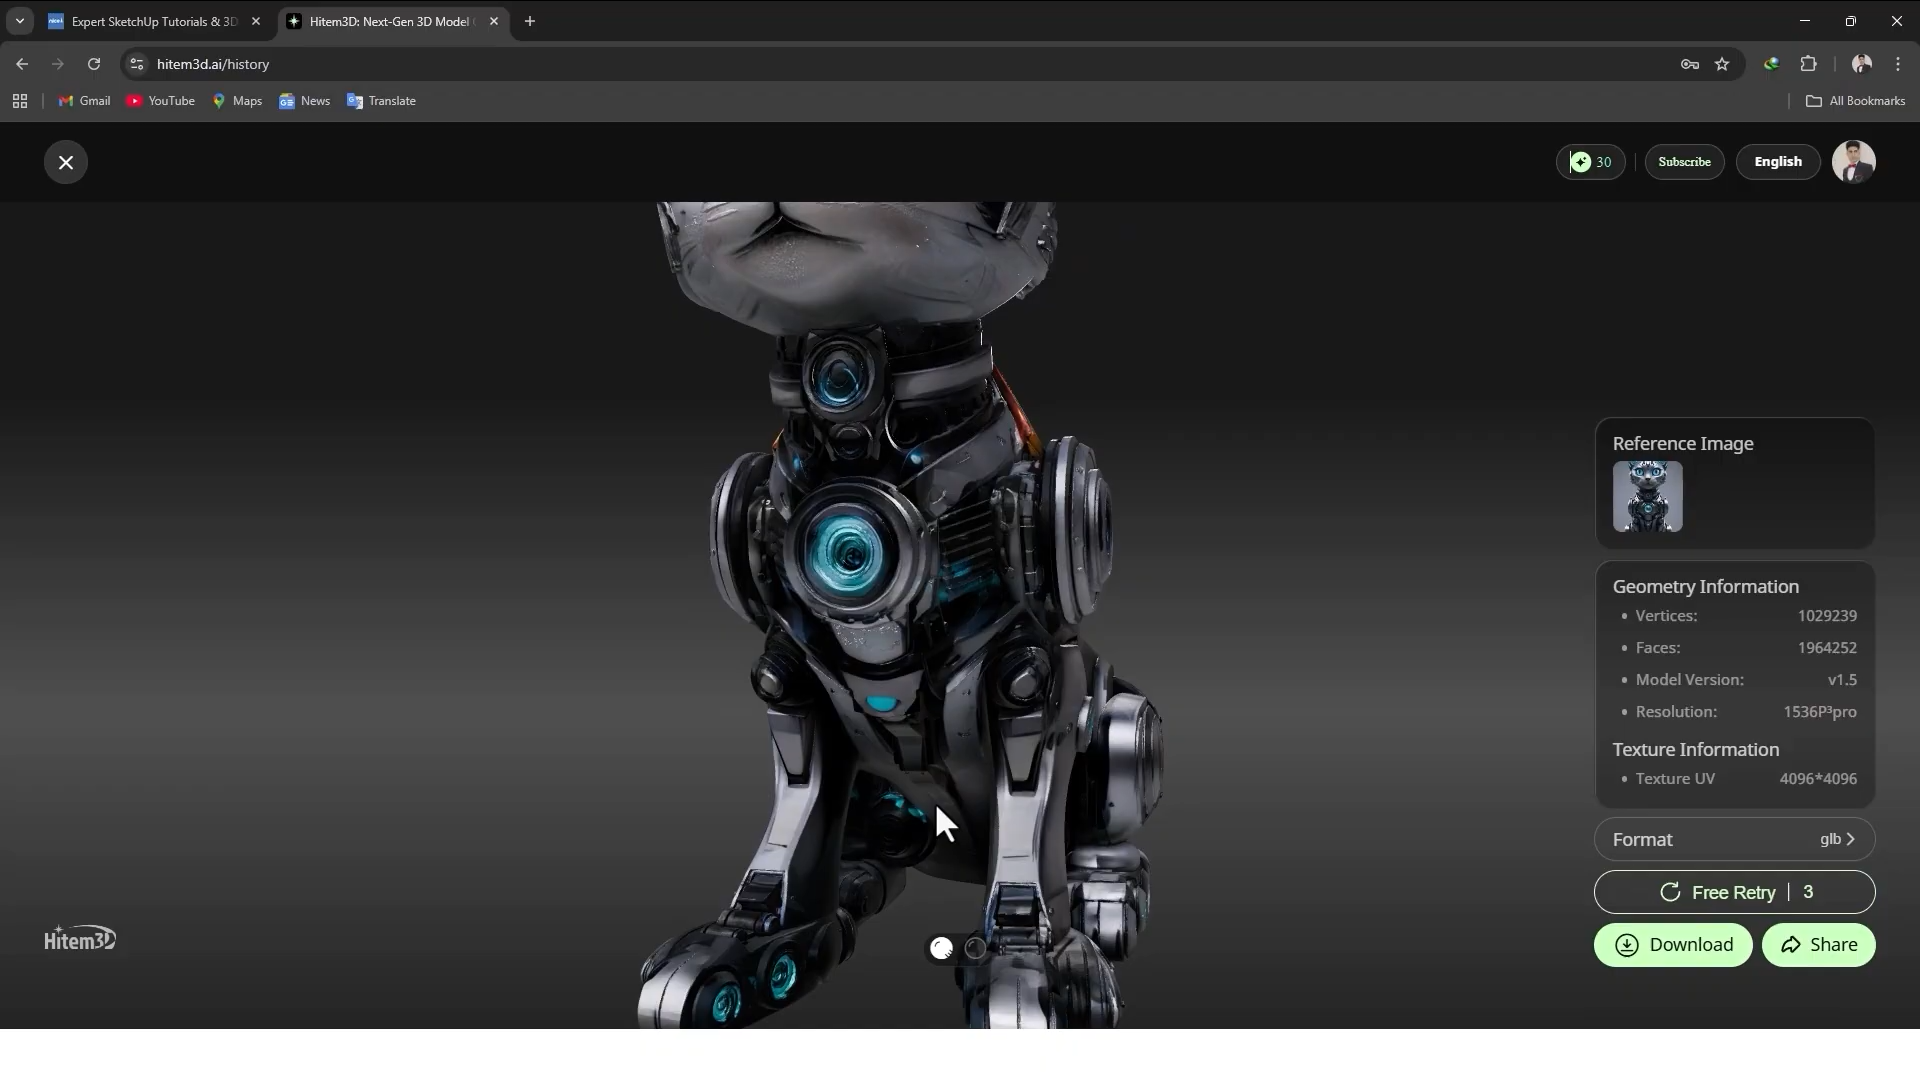 Expert SketchUp Tutorials & 3D
Hitem3D: Next-Gen 3D Model
hitem3d.ai/history
Gmail
YouTube
Maps
News
Translate
All Bookmarks
30
Subscribe
English
Reference Image
Geometry Information
• Vertices: 1029239
• Faces: 1964252
• Model Version: v1.5
• Resolution: 1536P³pro
Texture Information
• Texture UV 4096*4096
Format glb
Free Retry | 3
Download
Share
Hitem3D